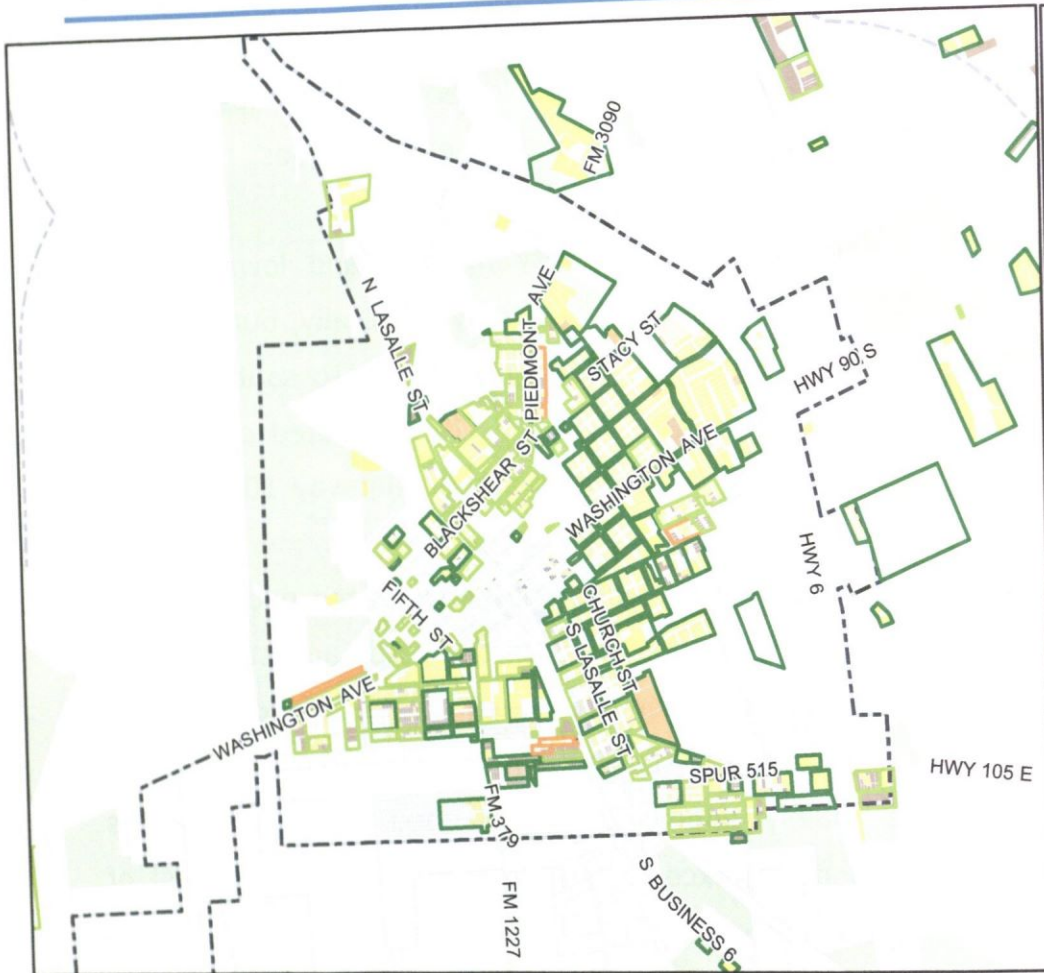 FM 3090
N LASALLE ST
PIEDMONT AVE
STACY ST
HWY 90 S
BLACKSHEAR ST
WASHINGTON AVE
HWY 6
FIFTH ST
CHURCH ST
S LASALLE ST
WASHINGTON AVE
SPUR 515
HWY 105 E
FM 379
S BUSINESS 6
FM 1227